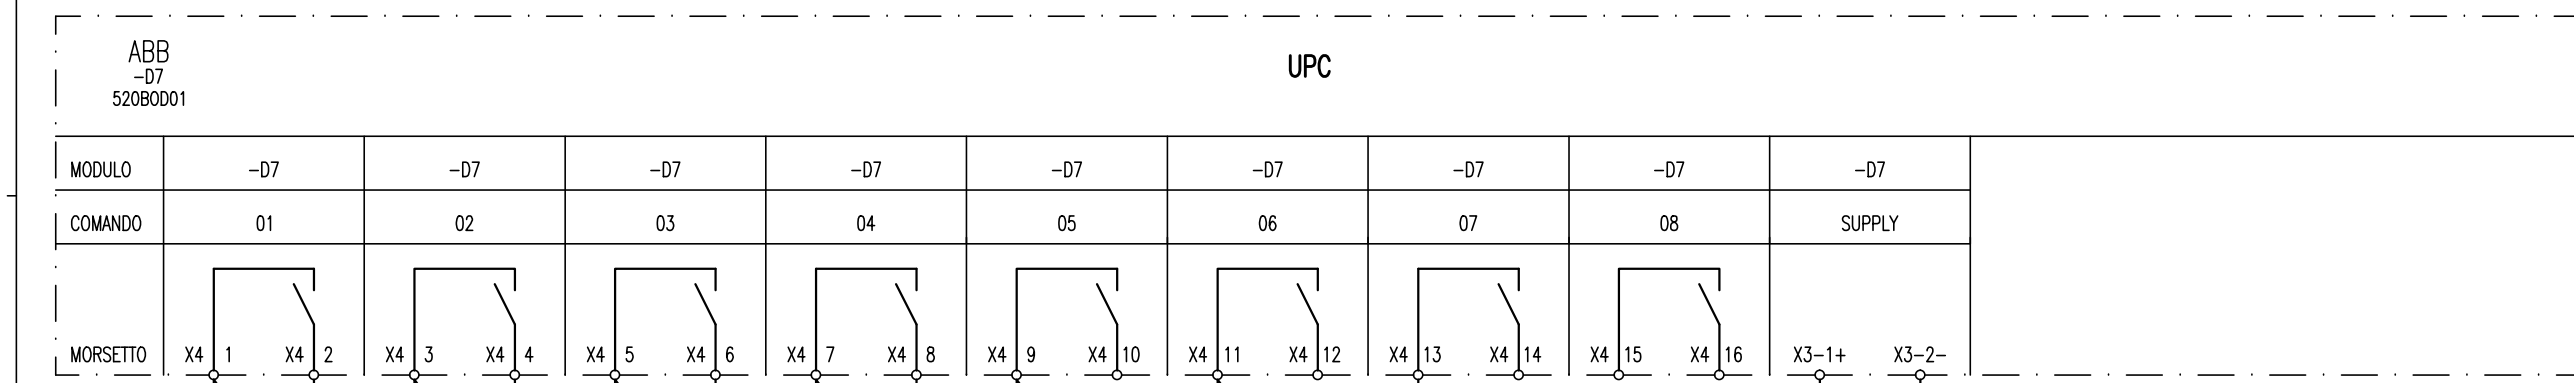 ABB
-D7
520BOD01
UPC
MODULO -D7 -D7 -D7 -D7 -D7 -D7 -D7 -D7 -D7
COMANDO 01 02 03 04 05 06 07 08 SUPPLY
MORSETTO X4 1 X4 2 X4 3 X4 4 X4 5 X4 6 X4 7 X4 8 X4 9 X4 10 X4 11 X4 12 X4 13 X4 14 X4 15 X4 16 X3-1+ X3-2-